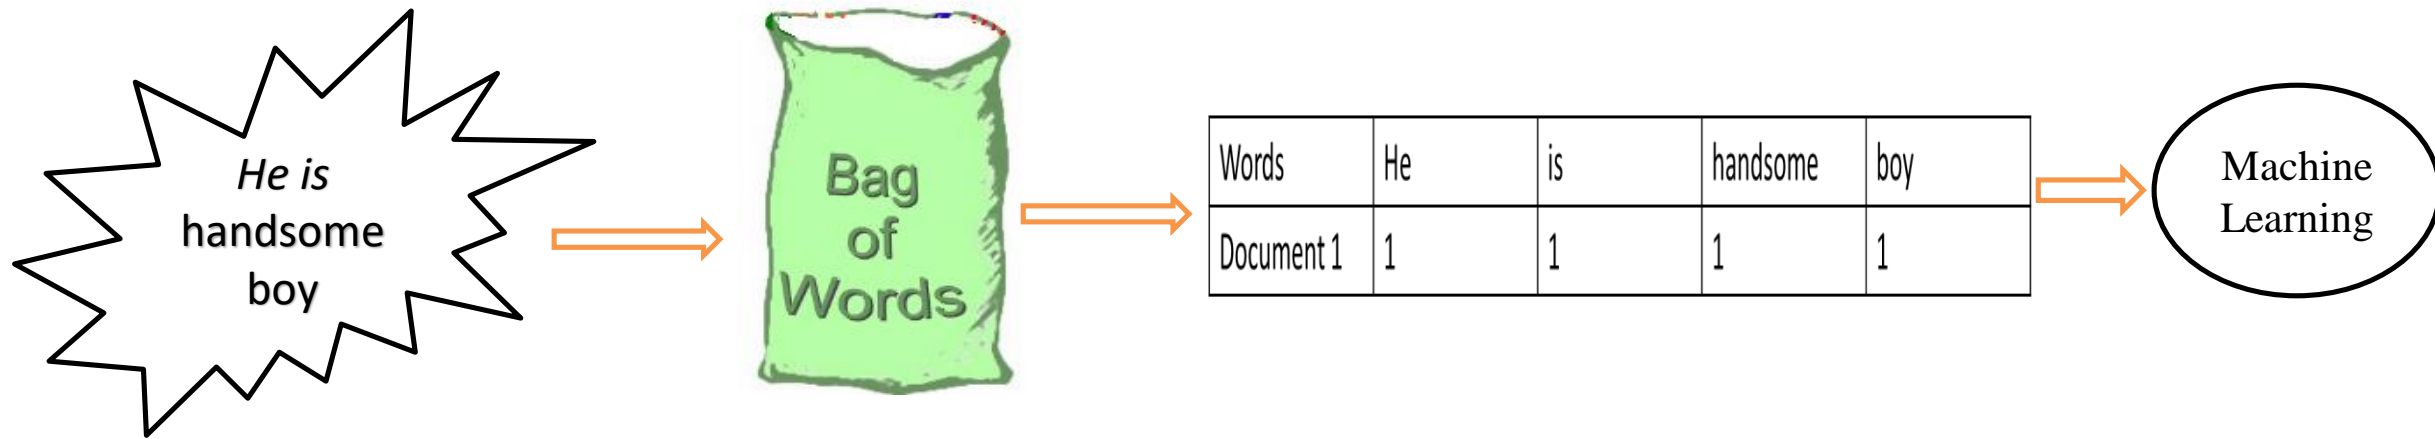 He is
handsome
boy
Bag
of
Words
Words He is handsome boy
Document 1 1 1 1 1
Machine
Learning